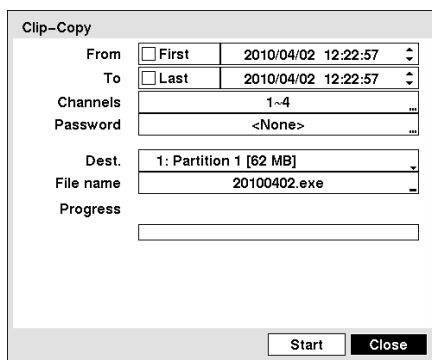 Clip-Copy
From First 2010/04/02 12:22:57
To Last 2010/04/02 12:22:57
Channels 1~4 ...
Password <None> ...
Dest. 1: Partition 1 [62 MB]
File name 20100402.exe
Progress
Start Close